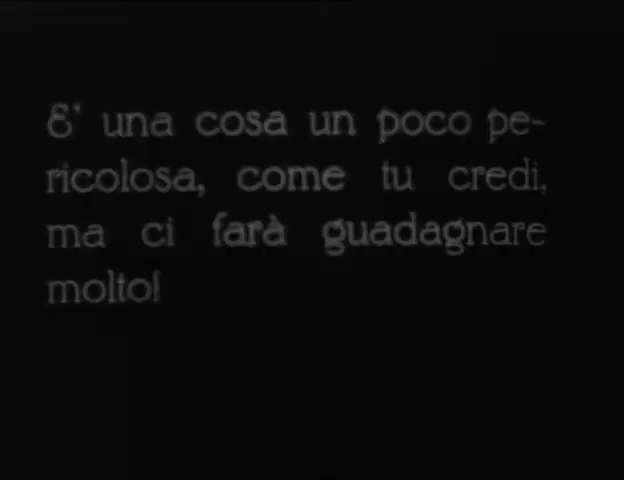 E' una cosa un poco pe-
ricolosa, come tu credi,
ma ci farà guadagnare
molto!